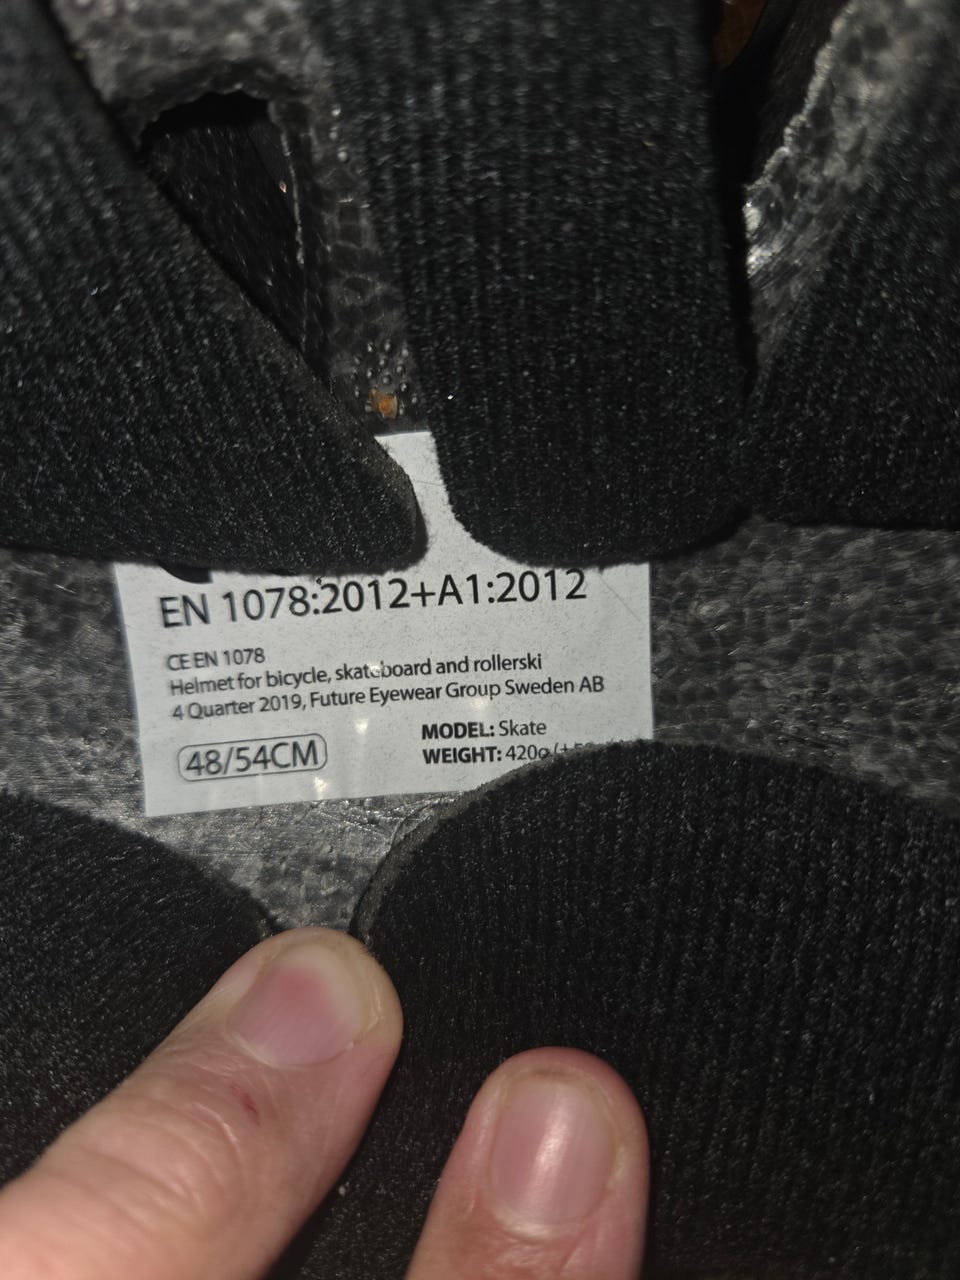 EN 1078:2012+A1:2012
CE EN 1078
Helmet for bicycle, skateboard and rollerski
4 Quarter 2019, Future Eyewear Group Sweden AB
48/54CM
MODEL: Skate
WEIGHT: 420g